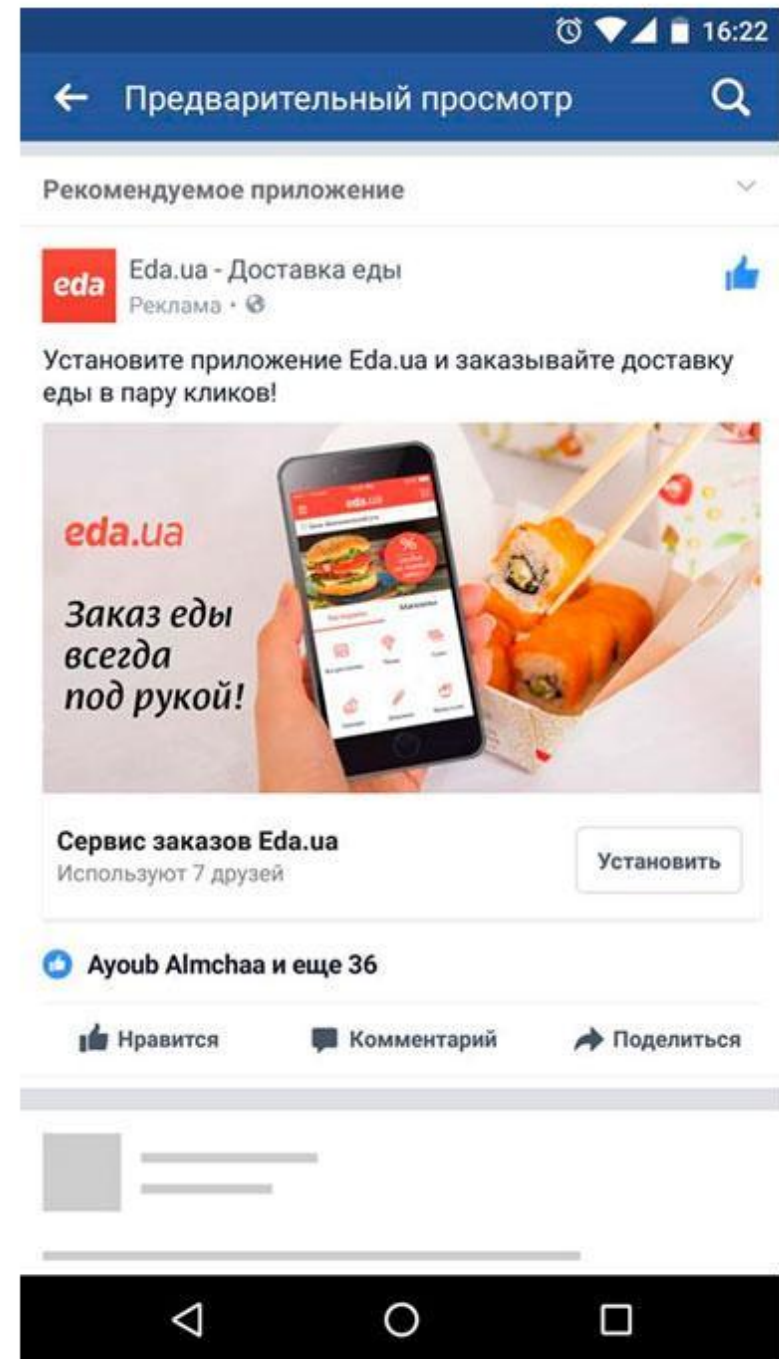 16:22
Предварительный просмотр
Рекомендуемое приложение
eda
Eda.ua - Доставка еды
Реклама •
Установите приложение Eda.ua и заказывайте доставку
еды в пару кликов!
eda.ua
Заказ еды
всегда
под рукой!
eda.ua
%
Сервис заказов Eda.ua
Используют 7 друзей
Установить
Ayoub Almchaa и еще 36
Нравится
Комментарий
Поделиться